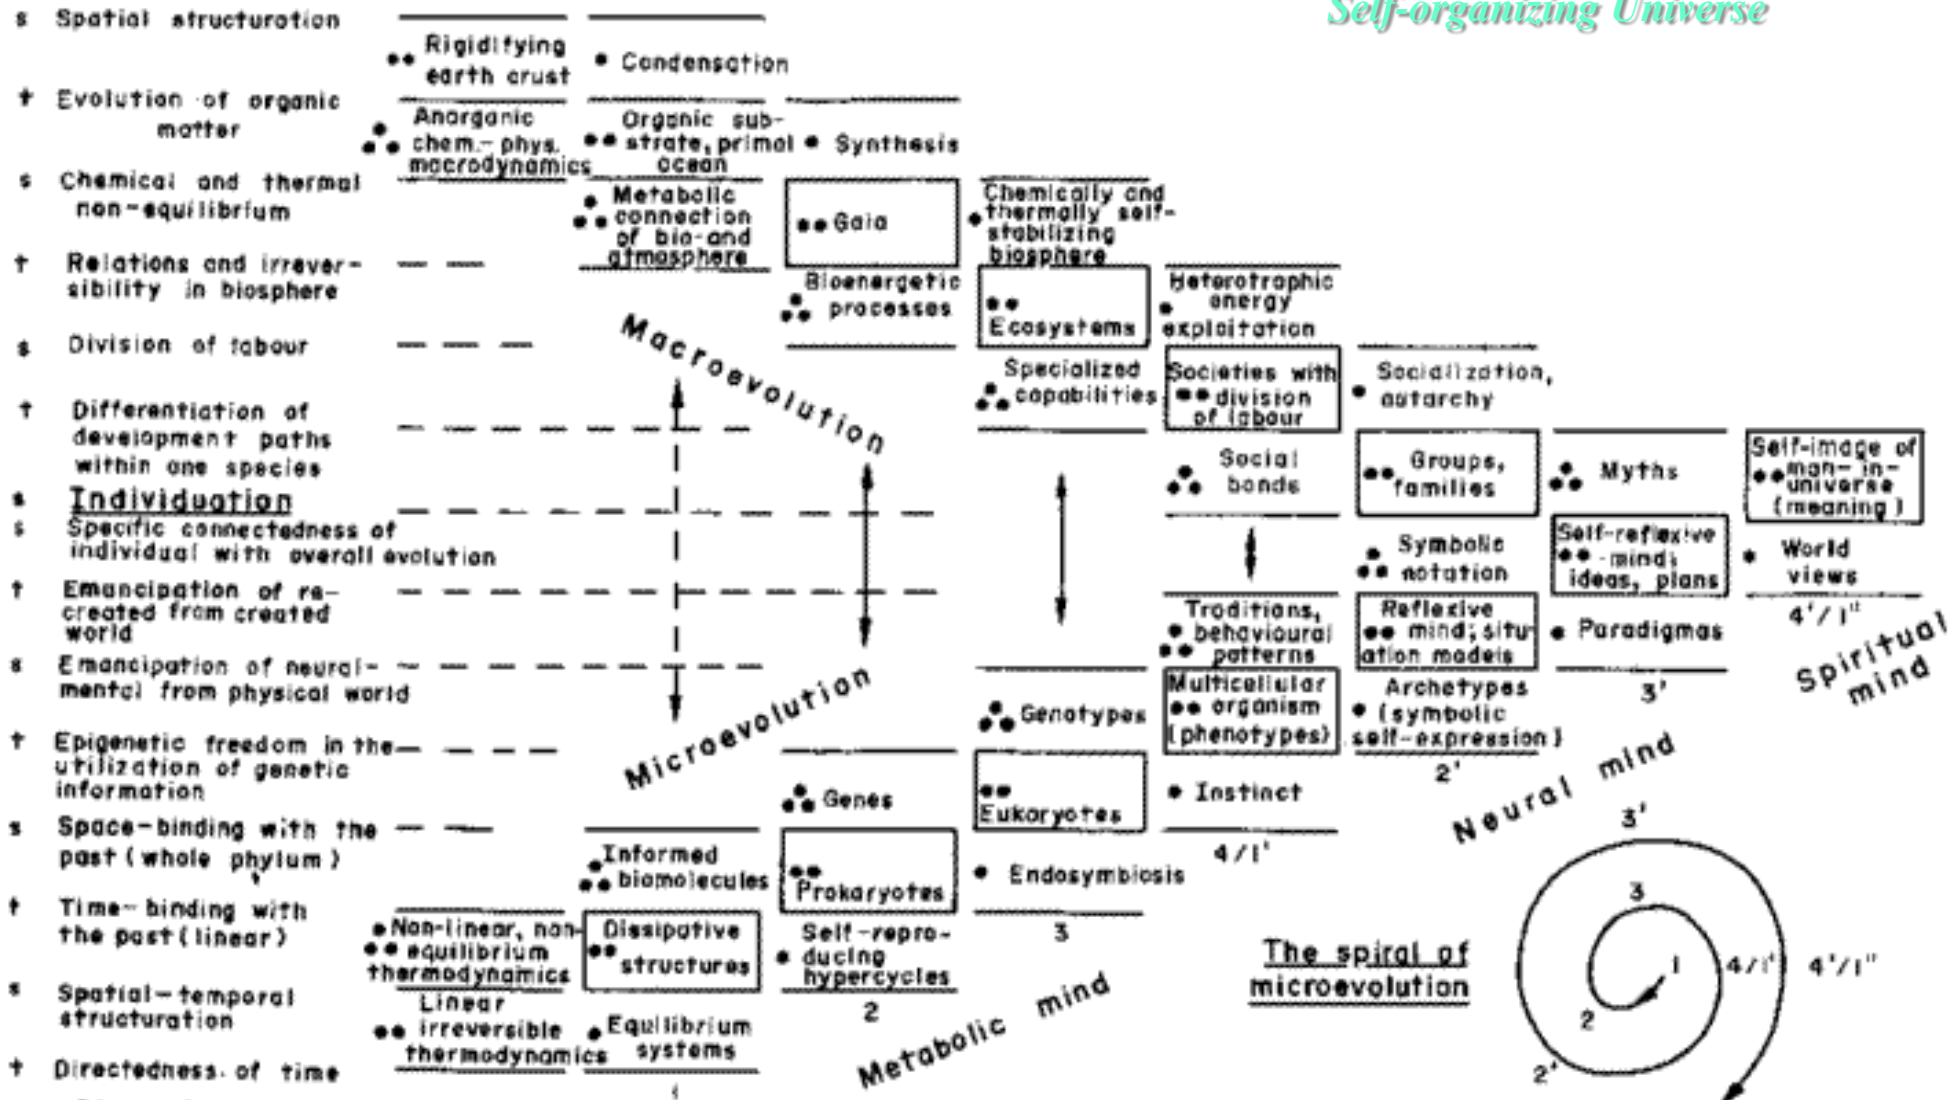 Self-organizing Universe
s Spatial structuration
t Evolution of organic
matter
s Chemical and thermal
non-equilibrium
t Relations and irrever-
sibility in biosphere
s Division of labour
t Differentiation of
development paths
within one species
s Individuation
s Specific connectedness of
individual with overall evolution
t Emancipation of re-
created from created
world
s Emancipation of neural-
mental from physical world
t Epigenetic freedom in the
utilization of genetic
information
s Space-binding with the
past (whole phylum)
t Time-binding with
the past (linear)
s Spatial-temporal
structuration
t Directedness of time
Rigidifying
earth crust
Condensation
Anorganic
chem.- phys.
macrodynamics
Organic sub-
strate, primal
ocean
Synthesis
Metabolic
connection
of bio-and
atmosphere
Gaia
Chemically and
thermally self-
stabilizing
biosphere
Bioenergetic
processes
Ecosystems
Heterotrophic
energy
exploitation
Specialized
capabilities
Societies with
division
of labour
Socialization,
autarchy
Social
bonds
Groups,
families
Myths
Self-image of
man-in-
universe
(meaning)
Macroevolution
Microevolution
Symbolic
notation
Self-reflexive
mind;
ideas, plans
World
views
4'/1"
Traditions,
behavioural
patterns
Reflexive
mind; situ-
ation models
Paradigmas
3'
Spiritual
mind
Genotypes
Multicellular
organism
(phenotypes)
Archetypes
(symbolic
self-expression)
2'
Neural mind
Genes
Eukaryotes
Instinct
4/1'
Informed
biomolecules
Prokaryotes
Endosymbiosis
3
Non-linear, non-
equilibrium
thermodynamics
Dissipative
structures
Self-repro-
ducing
hypercycles
2
Metabolic mind
Linear
irreversible
thermodynamics
Equilibrium
systems
1
The spiral of
microevolution
3'
3
1
4/1'
4'/1"
2
2'